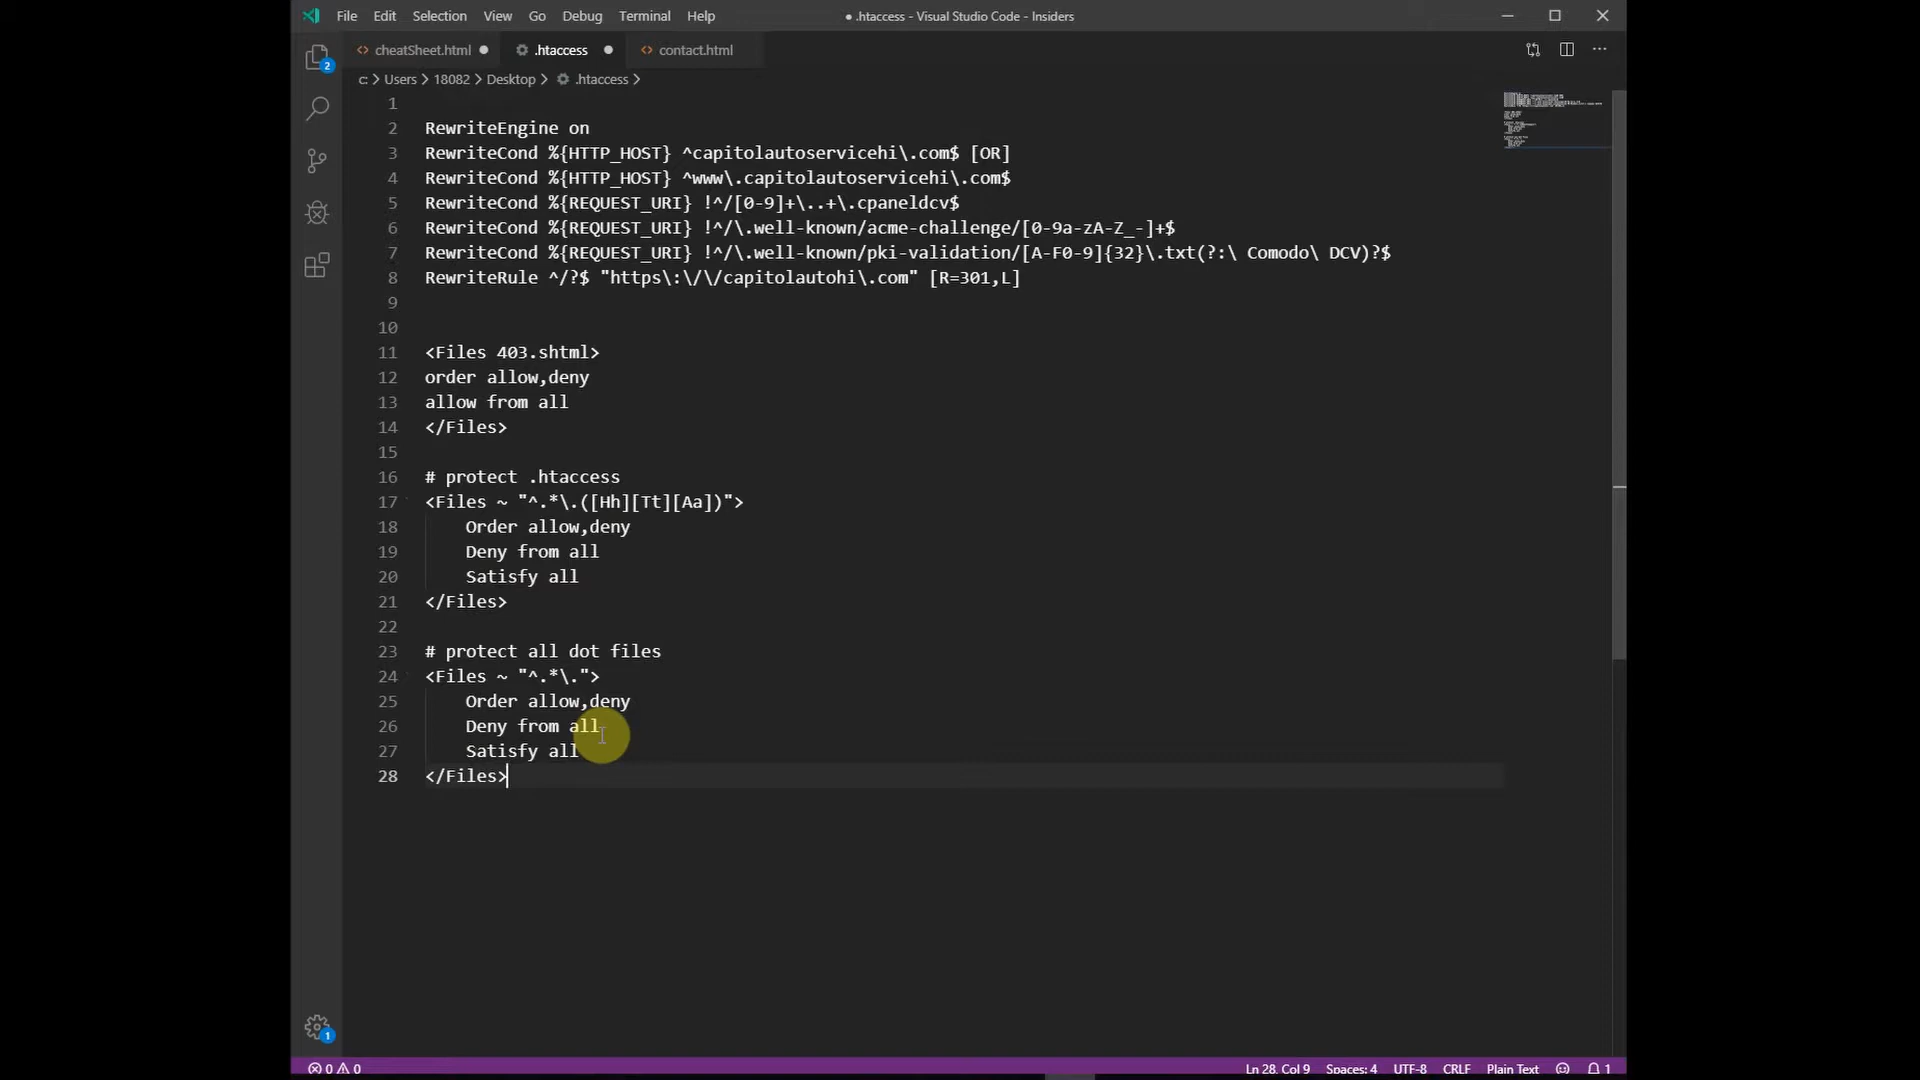 File Edit Selection View Go Debug Terminal Help ● .htaccess - Visual Studio Code - Insiders
cheatSheet.html ● .htaccess ● contact.html
c: > Users > 18082 > Desktop > .htaccess >
2
1
2 RewriteEngine on
3 RewriteCond %{HTTP_HOST} ^capitolautoservicehi\.com$ [OR]
4 RewriteCond %{HTTP_HOST} ^www\.capitolautoservicehi\.com$
5 RewriteCond %{REQUEST_URI} !^/[0-9]+\..+\.cpaneldcv$
6 RewriteCond %{REQUEST_URI} !^/\.well-known/acme-challenge/[0-9a-zA-Z_-]+$
7 RewriteCond %{REQUEST_URI} !^/\.well-known/pki-validation/[A-F0-9]{32}\.txt(?:\ Comodo\ DCV)?$
8 RewriteRule ^/?$ "https\:\/\/capitolautohi\.com" [R=301,L]
9
10
11 <Files 403.shtml>
12 order allow,deny
13 allow from all
14 </Files>
15
16 # protect .htaccess
17 <Files ~ "^.*\.([Hh][Tt][Aa])">
18 Order allow,deny
19 Deny from all
20 Satisfy all
21 </Files>
22
23 # protect all dot files
24 <Files ~ "^.*\.">
25 Order allow,deny
26 Deny from all
27 Satisfy all
28 </Files>
1
0 0 Ln 28, Col 9 Spaces: 4 UTF-8 CRLF Plain Text 1